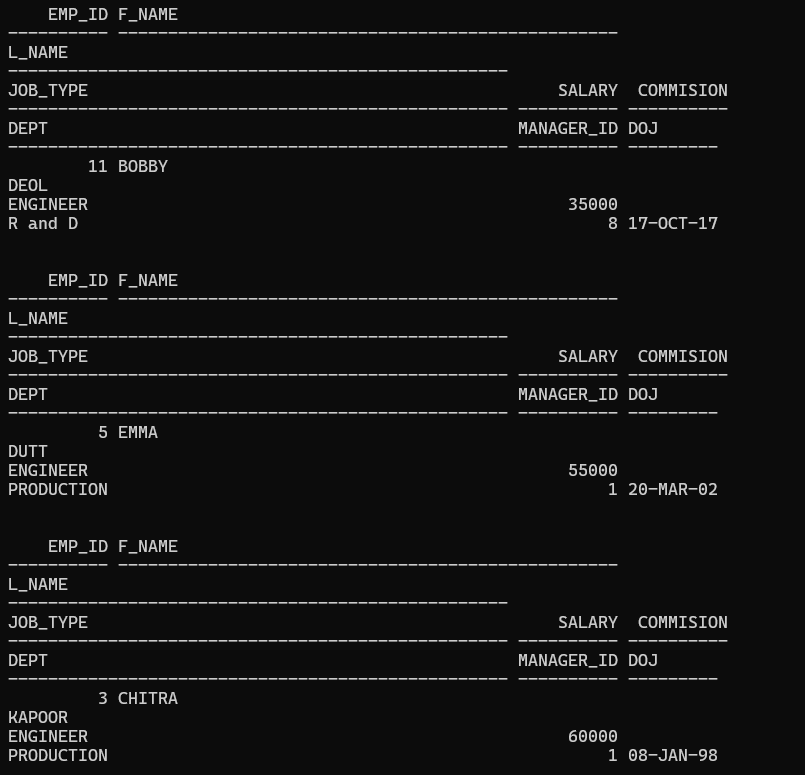 EMP_ID F_NAME
---------- --------------------------------------------------
L_NAME
--------------------------------------------------
JOB_TYPE                                               SALARY  COMMISION
-------------------------------------------------- ---------- ----------
DEPT                                               MANAGER_ID DOJ
-------------------------------------------------- ---------- ---------
        11 BOBBY
DEOL
ENGINEER                                                35000
R and D                                                     8 17-OCT-17

    EMP_ID F_NAME
---------- --------------------------------------------------
L_NAME
--------------------------------------------------
JOB_TYPE                                               SALARY  COMMISION
-------------------------------------------------- ---------- ----------
DEPT                                               MANAGER_ID DOJ
-------------------------------------------------- ---------- ---------
         5 EMMA
DUTT
ENGINEER                                                55000
PRODUCTION                                                  1 20-MAR-02

    EMP_ID F_NAME
---------- --------------------------------------------------
L_NAME
--------------------------------------------------
JOB_TYPE                                               SALARY  COMMISION
-------------------------------------------------- ---------- ----------
DEPT                                               MANAGER_ID DOJ
-------------------------------------------------- ---------- ---------
         3 CHITRA
KAPOOR
ENGINEER                                                60000
PRODUCTION                                                  1 08-JAN-98